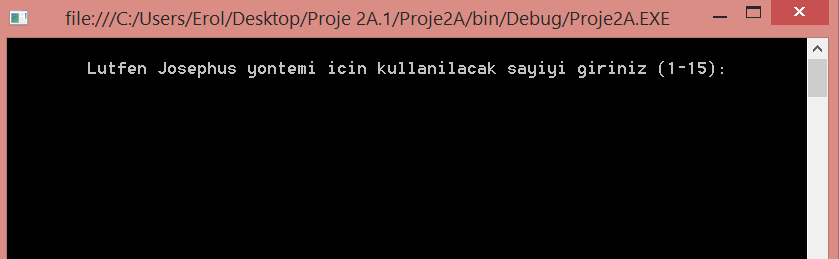 file:///C:/Users/Erol/Desktop/Proje 2A.1/Proje2A/bin/Debug/Proje2A.EXE
Lutfen Josephus yontemi icin kullanilacak sayiyi giriniz (1-15):